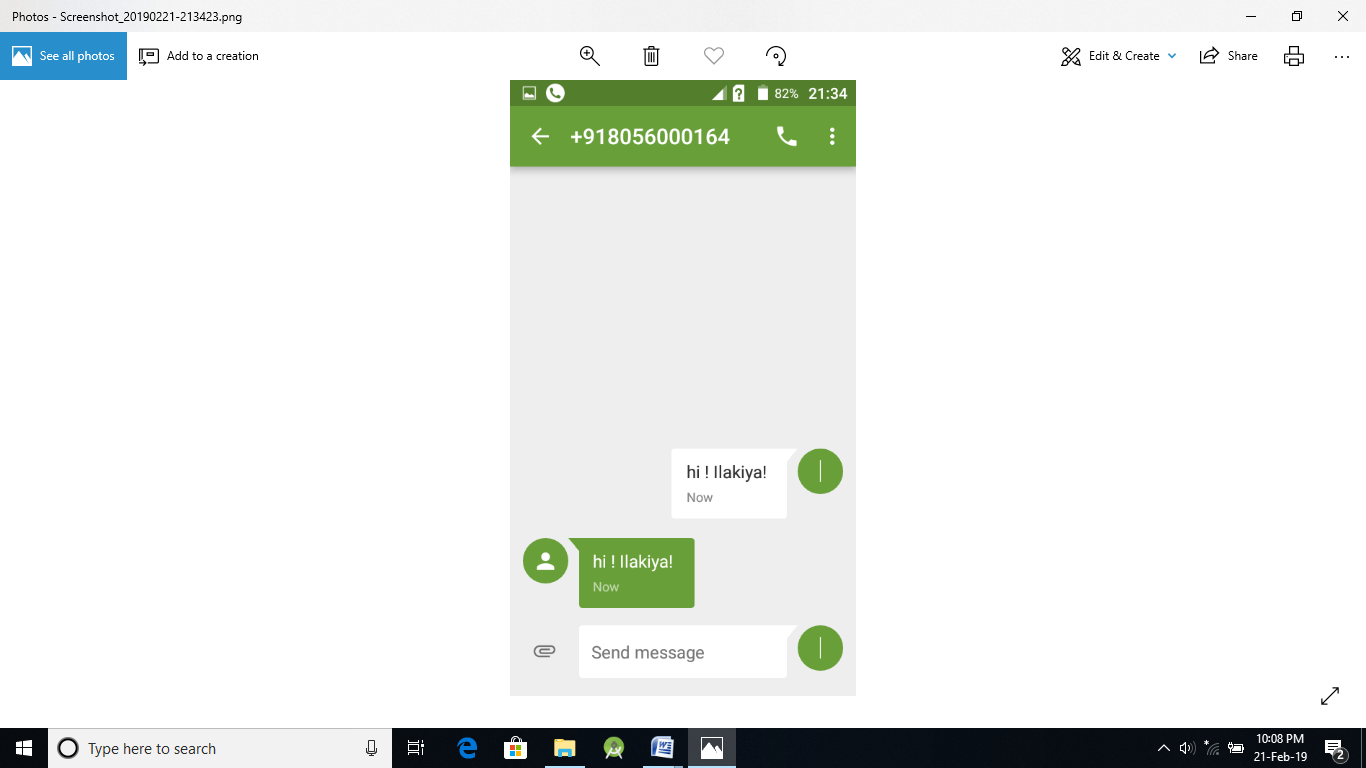 Photos - Screenshot_20190221-213423.png
See all photos
Add to a creation
Edit & Create
Share
82% 21:34
+918056000164
hi ! Ilakiya!
Now
hi ! Ilakiya!
Now
Send message
Type here to search
10:08 PM
21-Feb-19
2